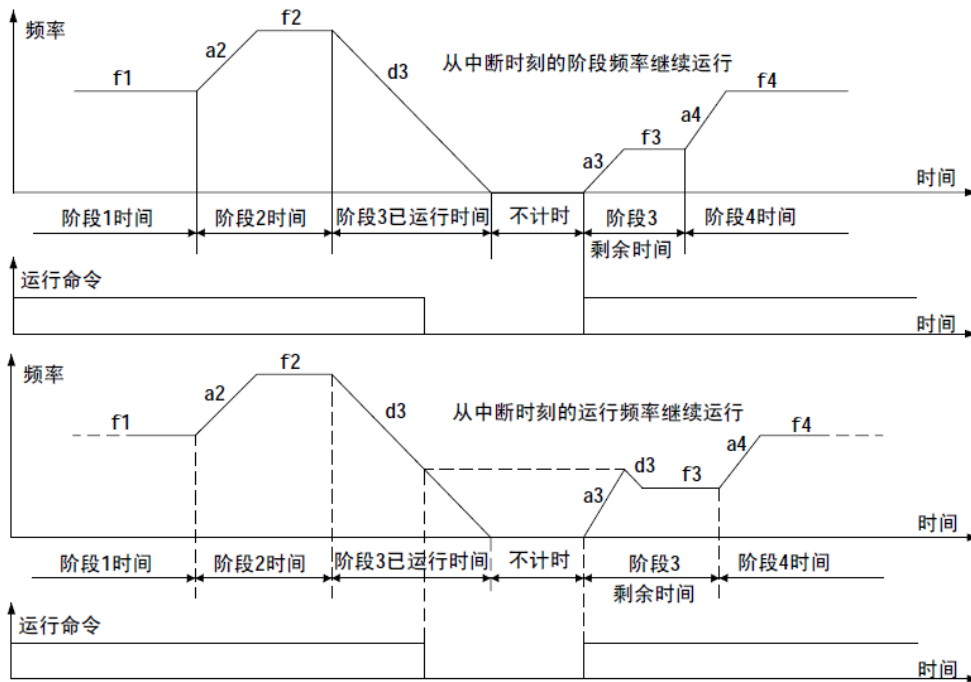 频率
f2
f1
a2
d3
从中断时刻的阶段频率继续运行
a3
f3
a4
f4
时间
阶段1时间
阶段2时间
阶段3已运行时间
不计时
阶段3
剩余时间
阶段4时间
运行命令
时间
频率
f2
f1
a2
d3
从中断时刻的运行频率继续运行
a3
d3
f3
a4
f4
时间
阶段1时间
阶段2时间
阶段3已运行时间
不计时
阶段3
剩余时间
阶段4时间
运行命令
时间